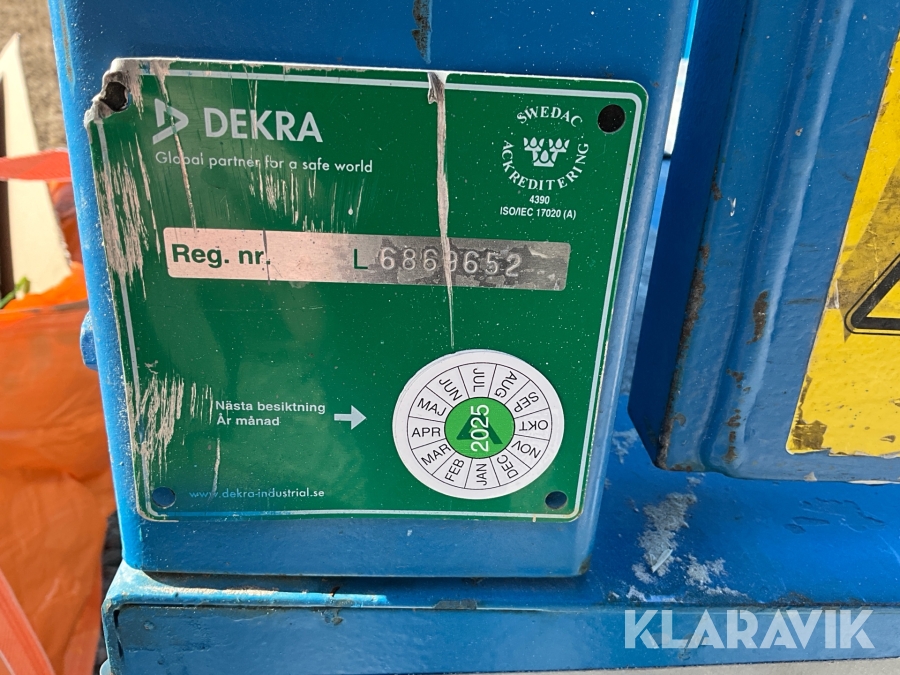 DEKRA
Global partner for a safe world
SWEDAC
ACKREDITERING
4390
ISO/IEC 17020 (A)
Reg. nr. L 6869652
Nästa besiktning
År månad
JAN FEB MAR APR MAJ JUN JUL AUG SEP OKT NOV DEC
2025
www.dekra-industrial.se
KLARAVIK